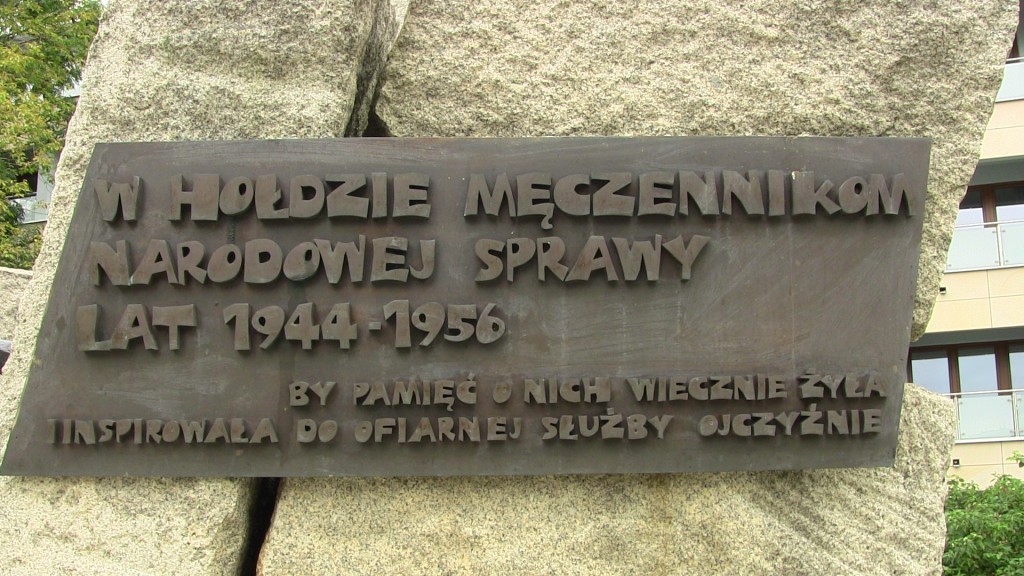 W HOŁDZIE MĘCZENNIKOM
NARODOWEJ SPRAWY
LAT 1944-1956
BY PAMIĘĆ O NICH WIECZNIE ŻYŁA
I INSPIROWAŁA DO OFIARNEJ SŁUŻBY OJCZYŹNIE